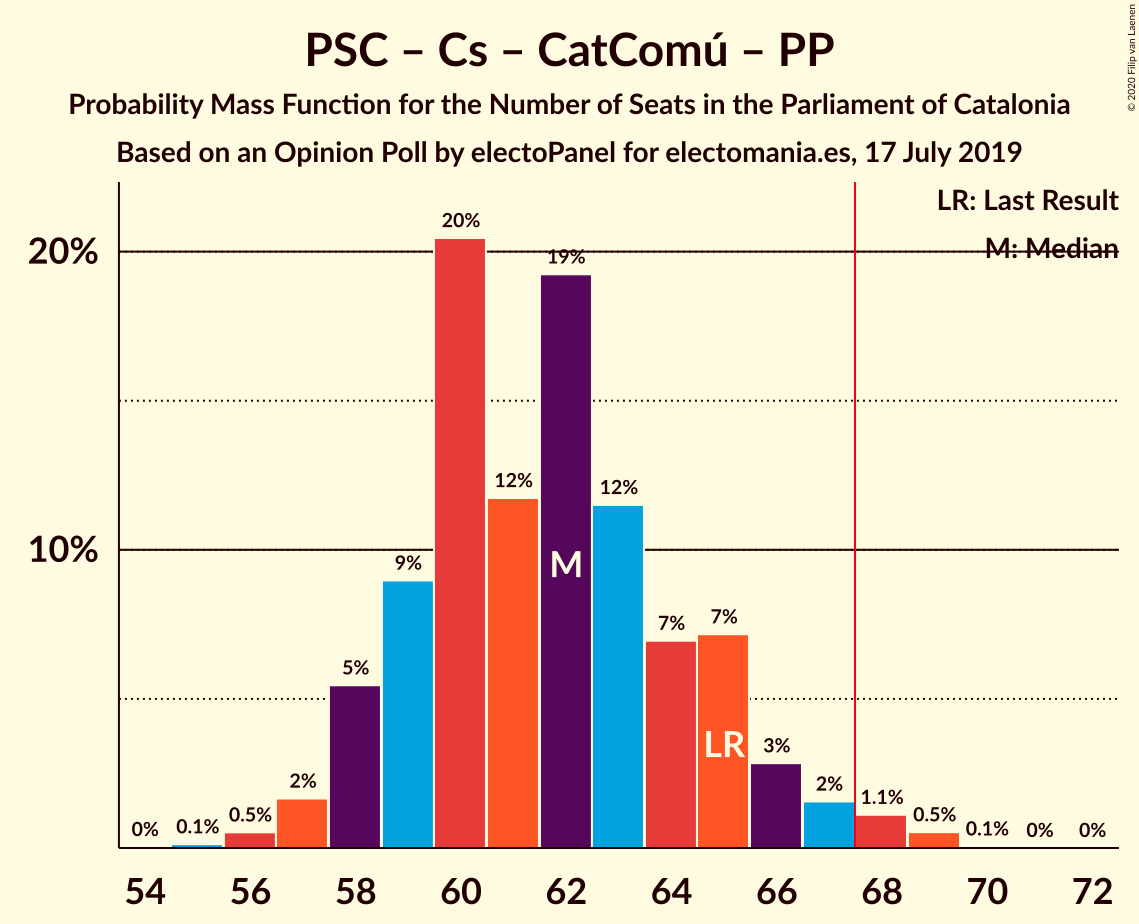 PSC – Cs – CatComú – PP
Probability Mass Function for the Number of Seats in the Parliament of Catalonia
Based on an Opinion Poll by electoPanel for electomania.es, 17 July 2019
© 2020 Filip van Laenen
LR: Last Result
M: Median
20%
10%
0%
0.1%
0.5%
2%
5%
9%
20%
12%
19%
12%
7%
7%
3%
2%
1.1%
0.5%
0.1%
0%
0%
M
LR
54 56 58 60 62 64 66 68 70 72